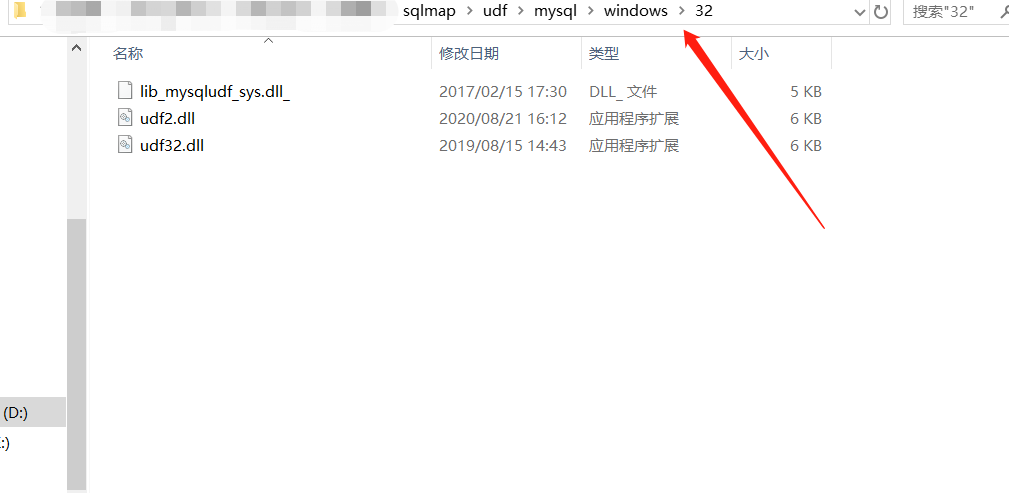 sqlmap udf mysql windows 32 搜索"32"
名称 修改日期 类型 大小
lib_mysqludf_sys.dll_ 2017/02/15 17:30 DLL_ 文件 5 KB
udf2.dll 2020/08/21 16:12 应用程序扩展 6 KB
udf32.dll 2019/08/15 14:43 应用程序扩展 6 KB
(D:)
:)